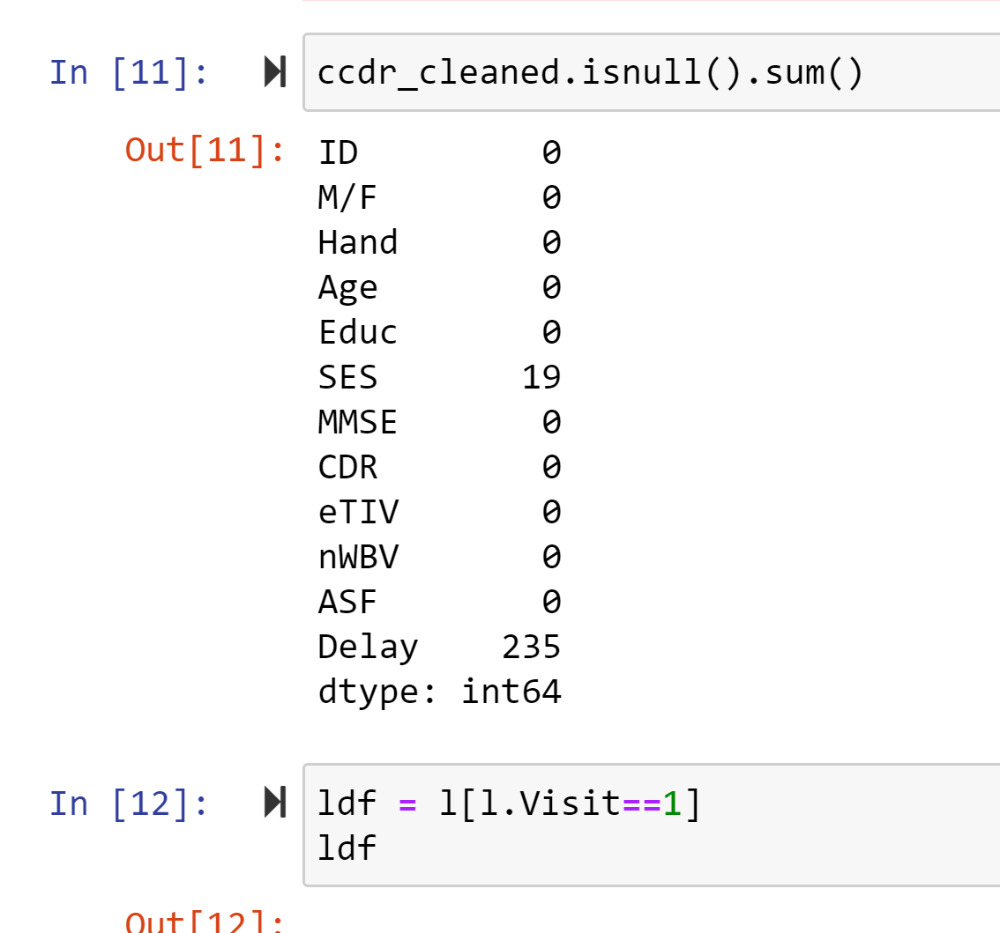 In [11]: ccdr_cleaned.isnull().sum()
Out[11]: ID 0
M/F 0
Hand 0
Age 0
Educ 0
SES 19
MMSE 0
CDR 0
eTIV 0
nWBV 0
ASF 0
Delay 235
dtype: int64
In [12]: ldf = l[l.Visit==1]
ldf
Out[12]: